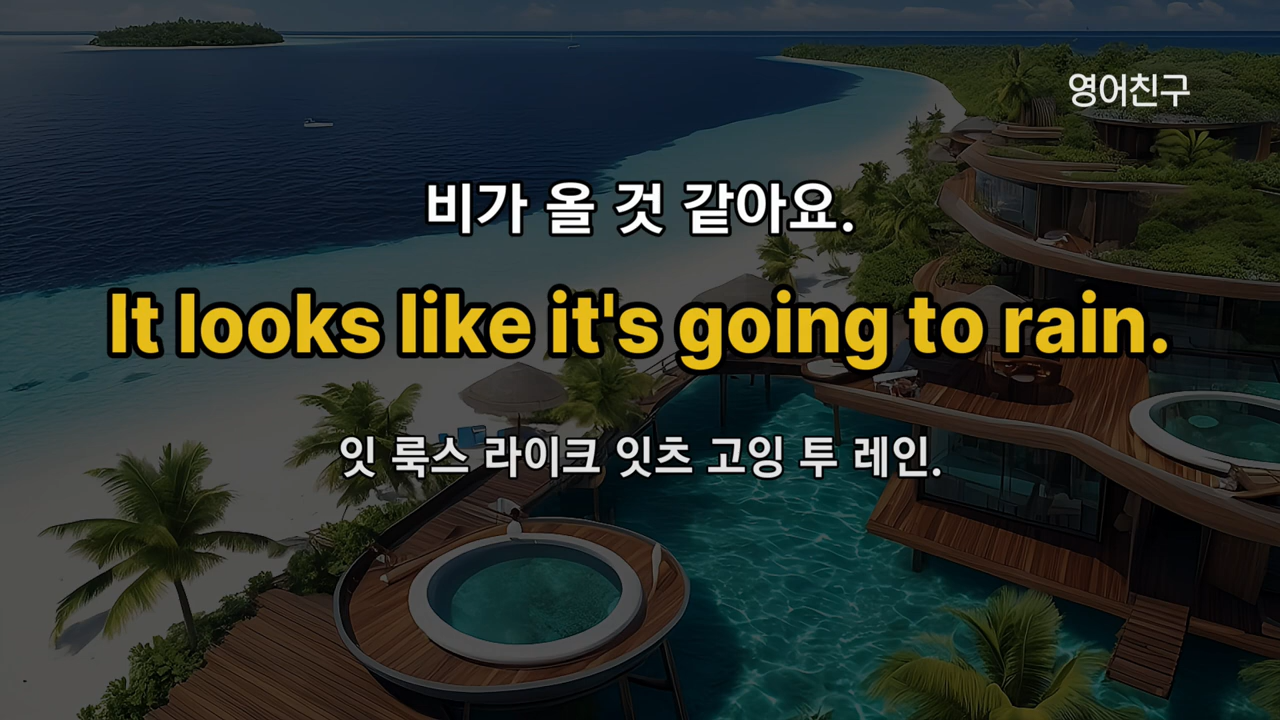 영어친구
비가 올 것 같아요.
It looks like it's going to rain.
잇 룩스 라이크 잇츠 고잉 투 레인.